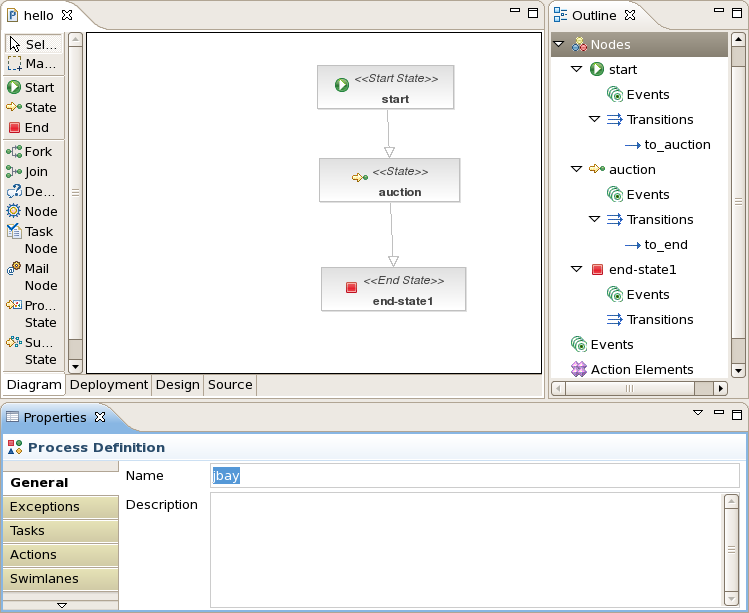 hello
Sel...
Ma...
Start
State
End
Fork
Join
De...
Node
Task
Node
Mail
Node
Pro...
State
Su...
State
<<Start State>>
start
<<State>>
auction
<<End State>>
end-state1
Diagram
Deployment
Design
Source
Outline
Nodes
start
Events
Transitions
to_auction
auction
Events
Transitions
to_end
end-state1
Events
Transitions
Events
Action Elements
Properties
Process Definition
General
Exceptions
Tasks
Actions
Swimlanes
Name
jbay
Description